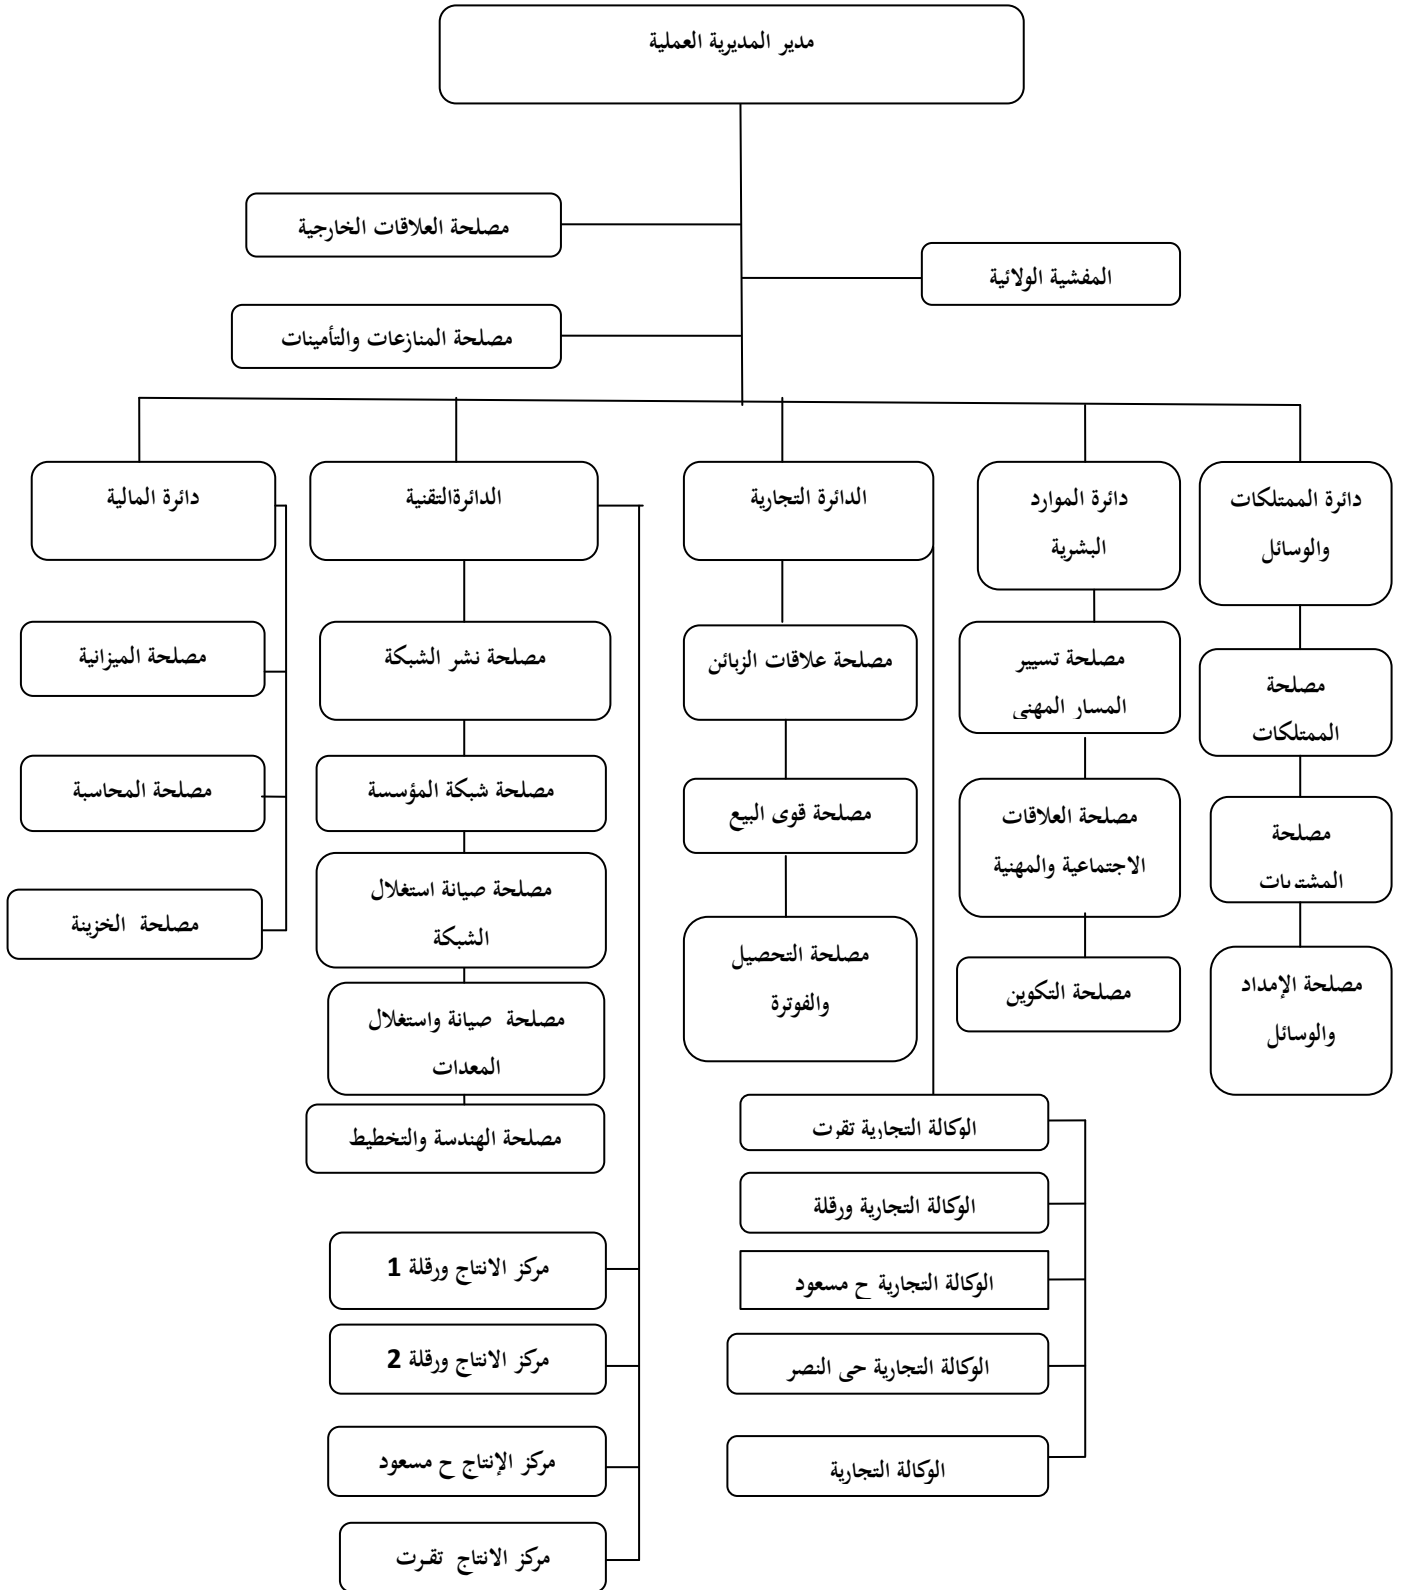 مدير المديرية العملية
مصلحة العلاقات الخارجية
المفشية الولائية
مصلحة المنازعات والتأمينات
دائرة الممتلكات
والوسائل
دائرة الموارد
البشرية
الدائرة التجارية
الدائرةالتقنية
دائرة المالية
مصلحة
الممتلكات
مصلحة
المشتريات
مصلحة الإمداد
والوسائل
مصلحة تسيير
المسار المهني
مصلحة العلاقات
الاجتماعية والمهنية
مصلحة التكوين
مصلحة علاقات الزبائن
مصلحة قوى البيع
مصلحة التحصيل
والفوترة
الوكالة التجارية تقرت
الوكالة التجارية ورقلة
الوكالة التجارية ح مسعود
الوكالة التجارية حى النصر
الوكالة التجارية
مصلحة نشر الشبكة
مصلحة شبكة المؤسسة
مصلحة صيانة استغلال
الشبكة
مصلحة صيانة واستغلال
المعدات
مصلحة الهندسة والتخطيط
مركز الانتاج ورقلة 1
مركز الانتاج ورقلة 2
مركز الإنتاج ح مسعود
مركز الانتاج تقرت
مصلحة الميزانية
مصلحة المحاسبة
مصلحة الخزينة